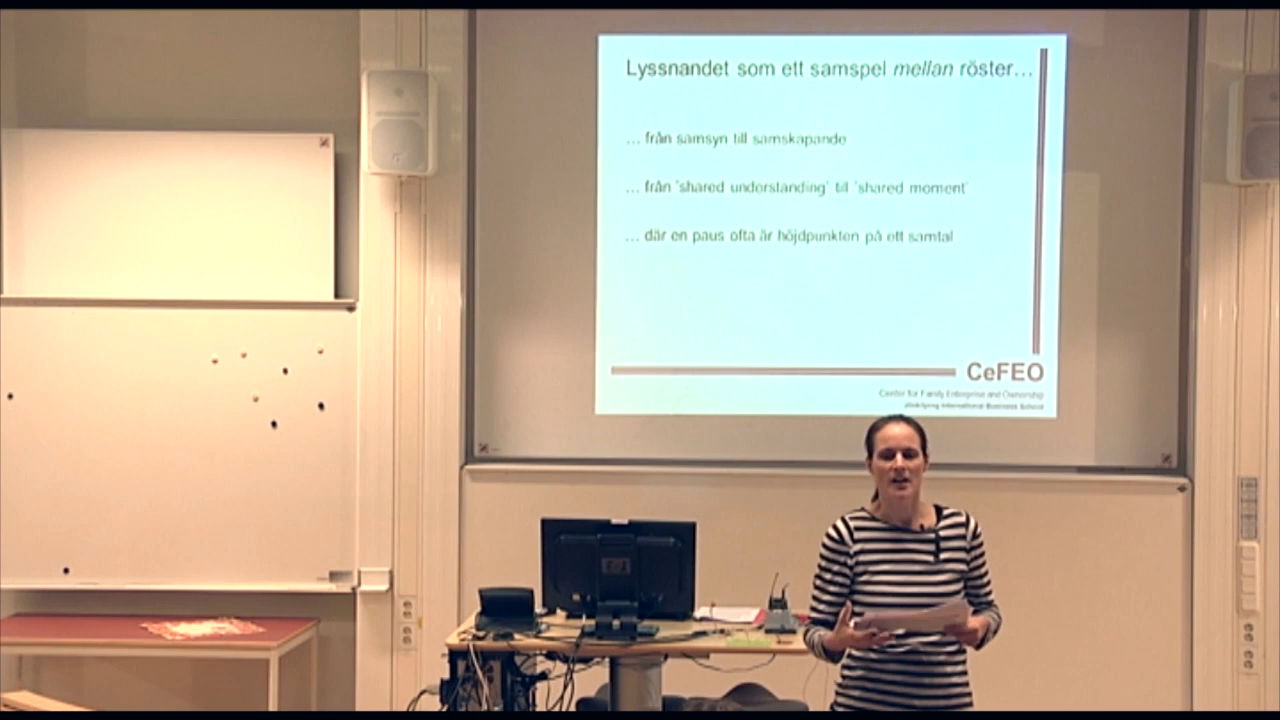 Lyssnandet som ett samspel mellan röster…
… från samsyn till samskapande
… från 'shared understanding' till 'shared moment'
… där en paus ofta är höjdpunkten på ett samtal
CeFEO
Center for Family Enterprise and Ownership
Jönköping International Business School